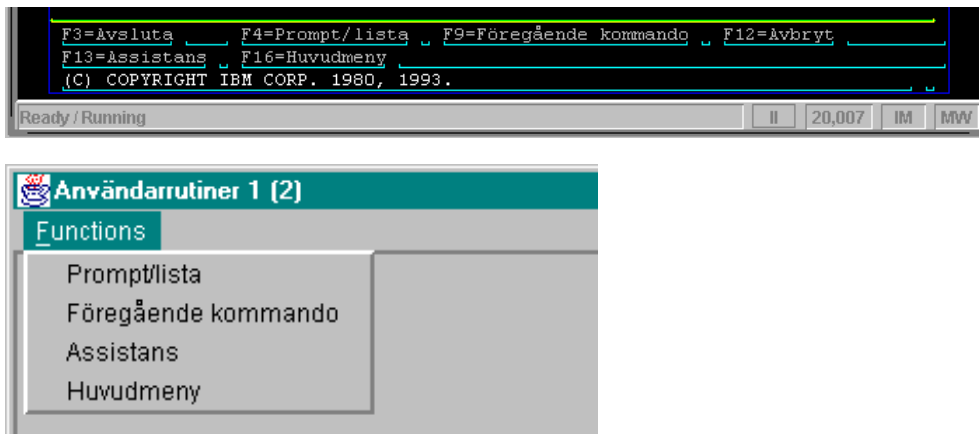 F3=Avsluta F4=Prompt/lista F9=Föregående kommando F12=Avbryt
F13=Assistans F16=Huvudmeny
(C) COPYRIGHT IBM CORP. 1980, 1993.
Ready / Running II 20,007 IM MW
Användarrutiner 1 (2)
Functions
Prompt/lista
Föregående kommando
Assistans
Huvudmeny